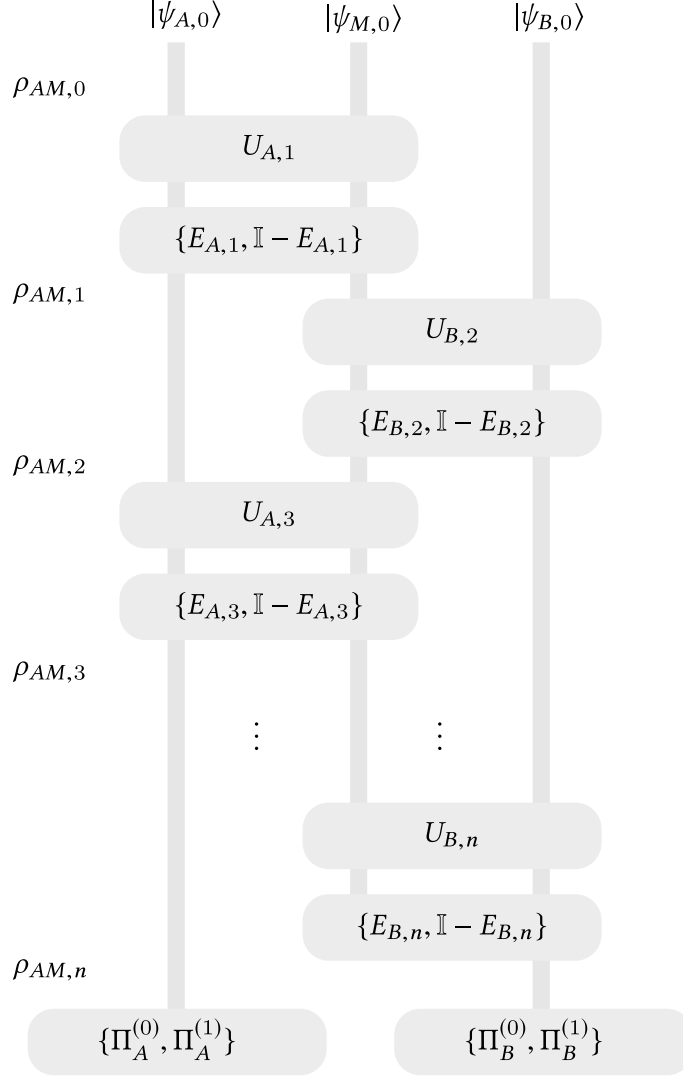 |ψ_{A,0}⟩ |ψ_{M,0}⟩ |ψ_{B,0}⟩
ρ_{AM,0}
U_{A,1}
{E_{A,1}, 𝕀 − E_{A,1}}
ρ_{AM,1}
U_{B,2}
{E_{B,2}, 𝕀 − E_{B,2}}
ρ_{AM,2}
U_{A,3}
{E_{A,3}, 𝕀 − E_{A,3}}
ρ_{AM,3}
⋮ ⋮
U_{B,n}
{E_{B,n}, 𝕀 − E_{B,n}}
ρ_{AM,n}
{Π_A^{(0)}, Π_A^{(1)}} {Π_B^{(0)}, Π_B^{(1)}}